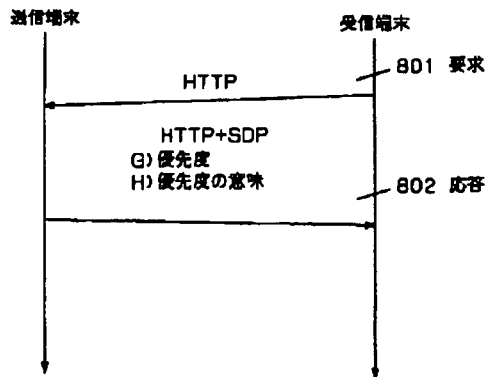 送信端末
受信端末
801 要求
HTTP
HTTP+SDP
G) 優先度
H) 優先度の意味
802 応答